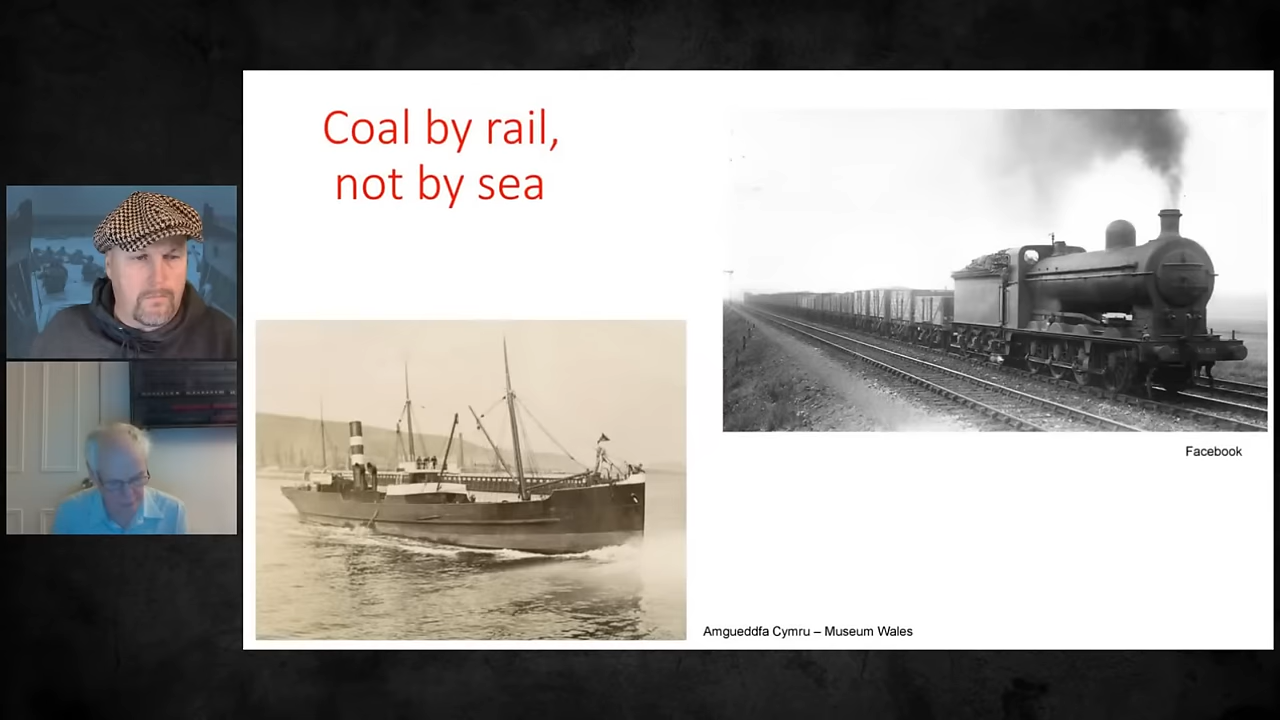 Coal by rail,
not by sea
Facebook
Amgueddfa Cymru – Museum Wales